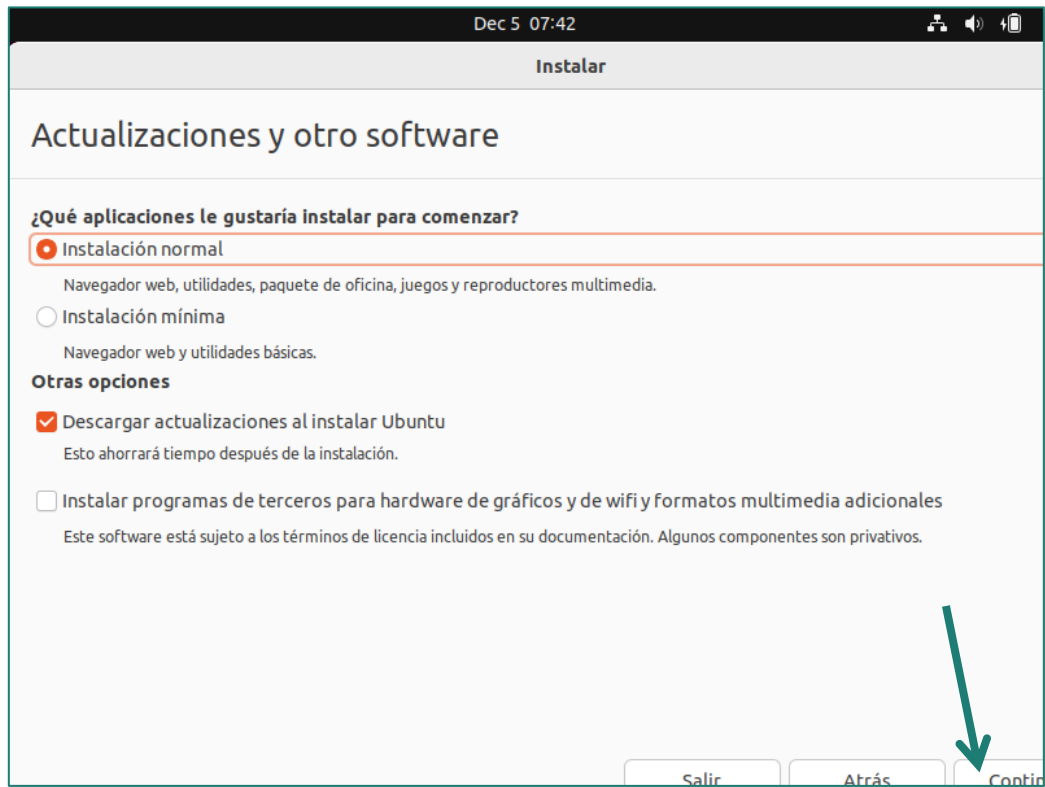 Dec 5 07:42
Instalar
Actualizaciones y otro software
¿Qué aplicaciones le gustaría instalar para comenzar?
Instalación normal
Navegador web, utilidades, paquete de oficina, juegos y reproductores multimedia.
Instalación mínima
Navegador web y utilidades básicas.
Otras opciones
Descargar actualizaciones al instalar Ubuntu
Esto ahorrará tiempo después de la instalación.
Instalar programas de terceros para hardware de gráficos y de wifi y formatos multimedia adicionales
Este software está sujeto a los términos de licencia incluidos en su documentación. Algunos componentes son privativos.
Salir Atrás Contin